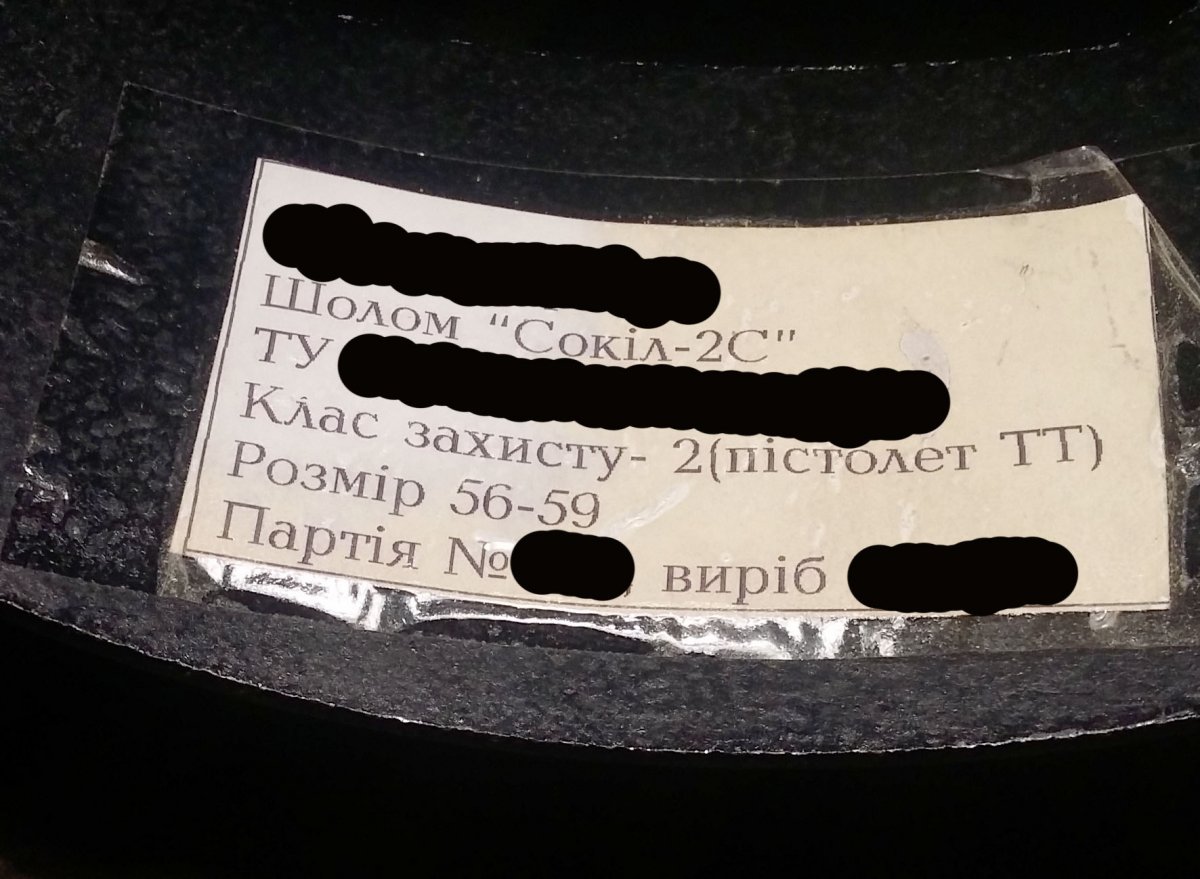 Шолом "Сокіл-2С"
ТУ
Клас захисту- 2(пістолет ТТ)
Розмір 56-59
Партія № виріб